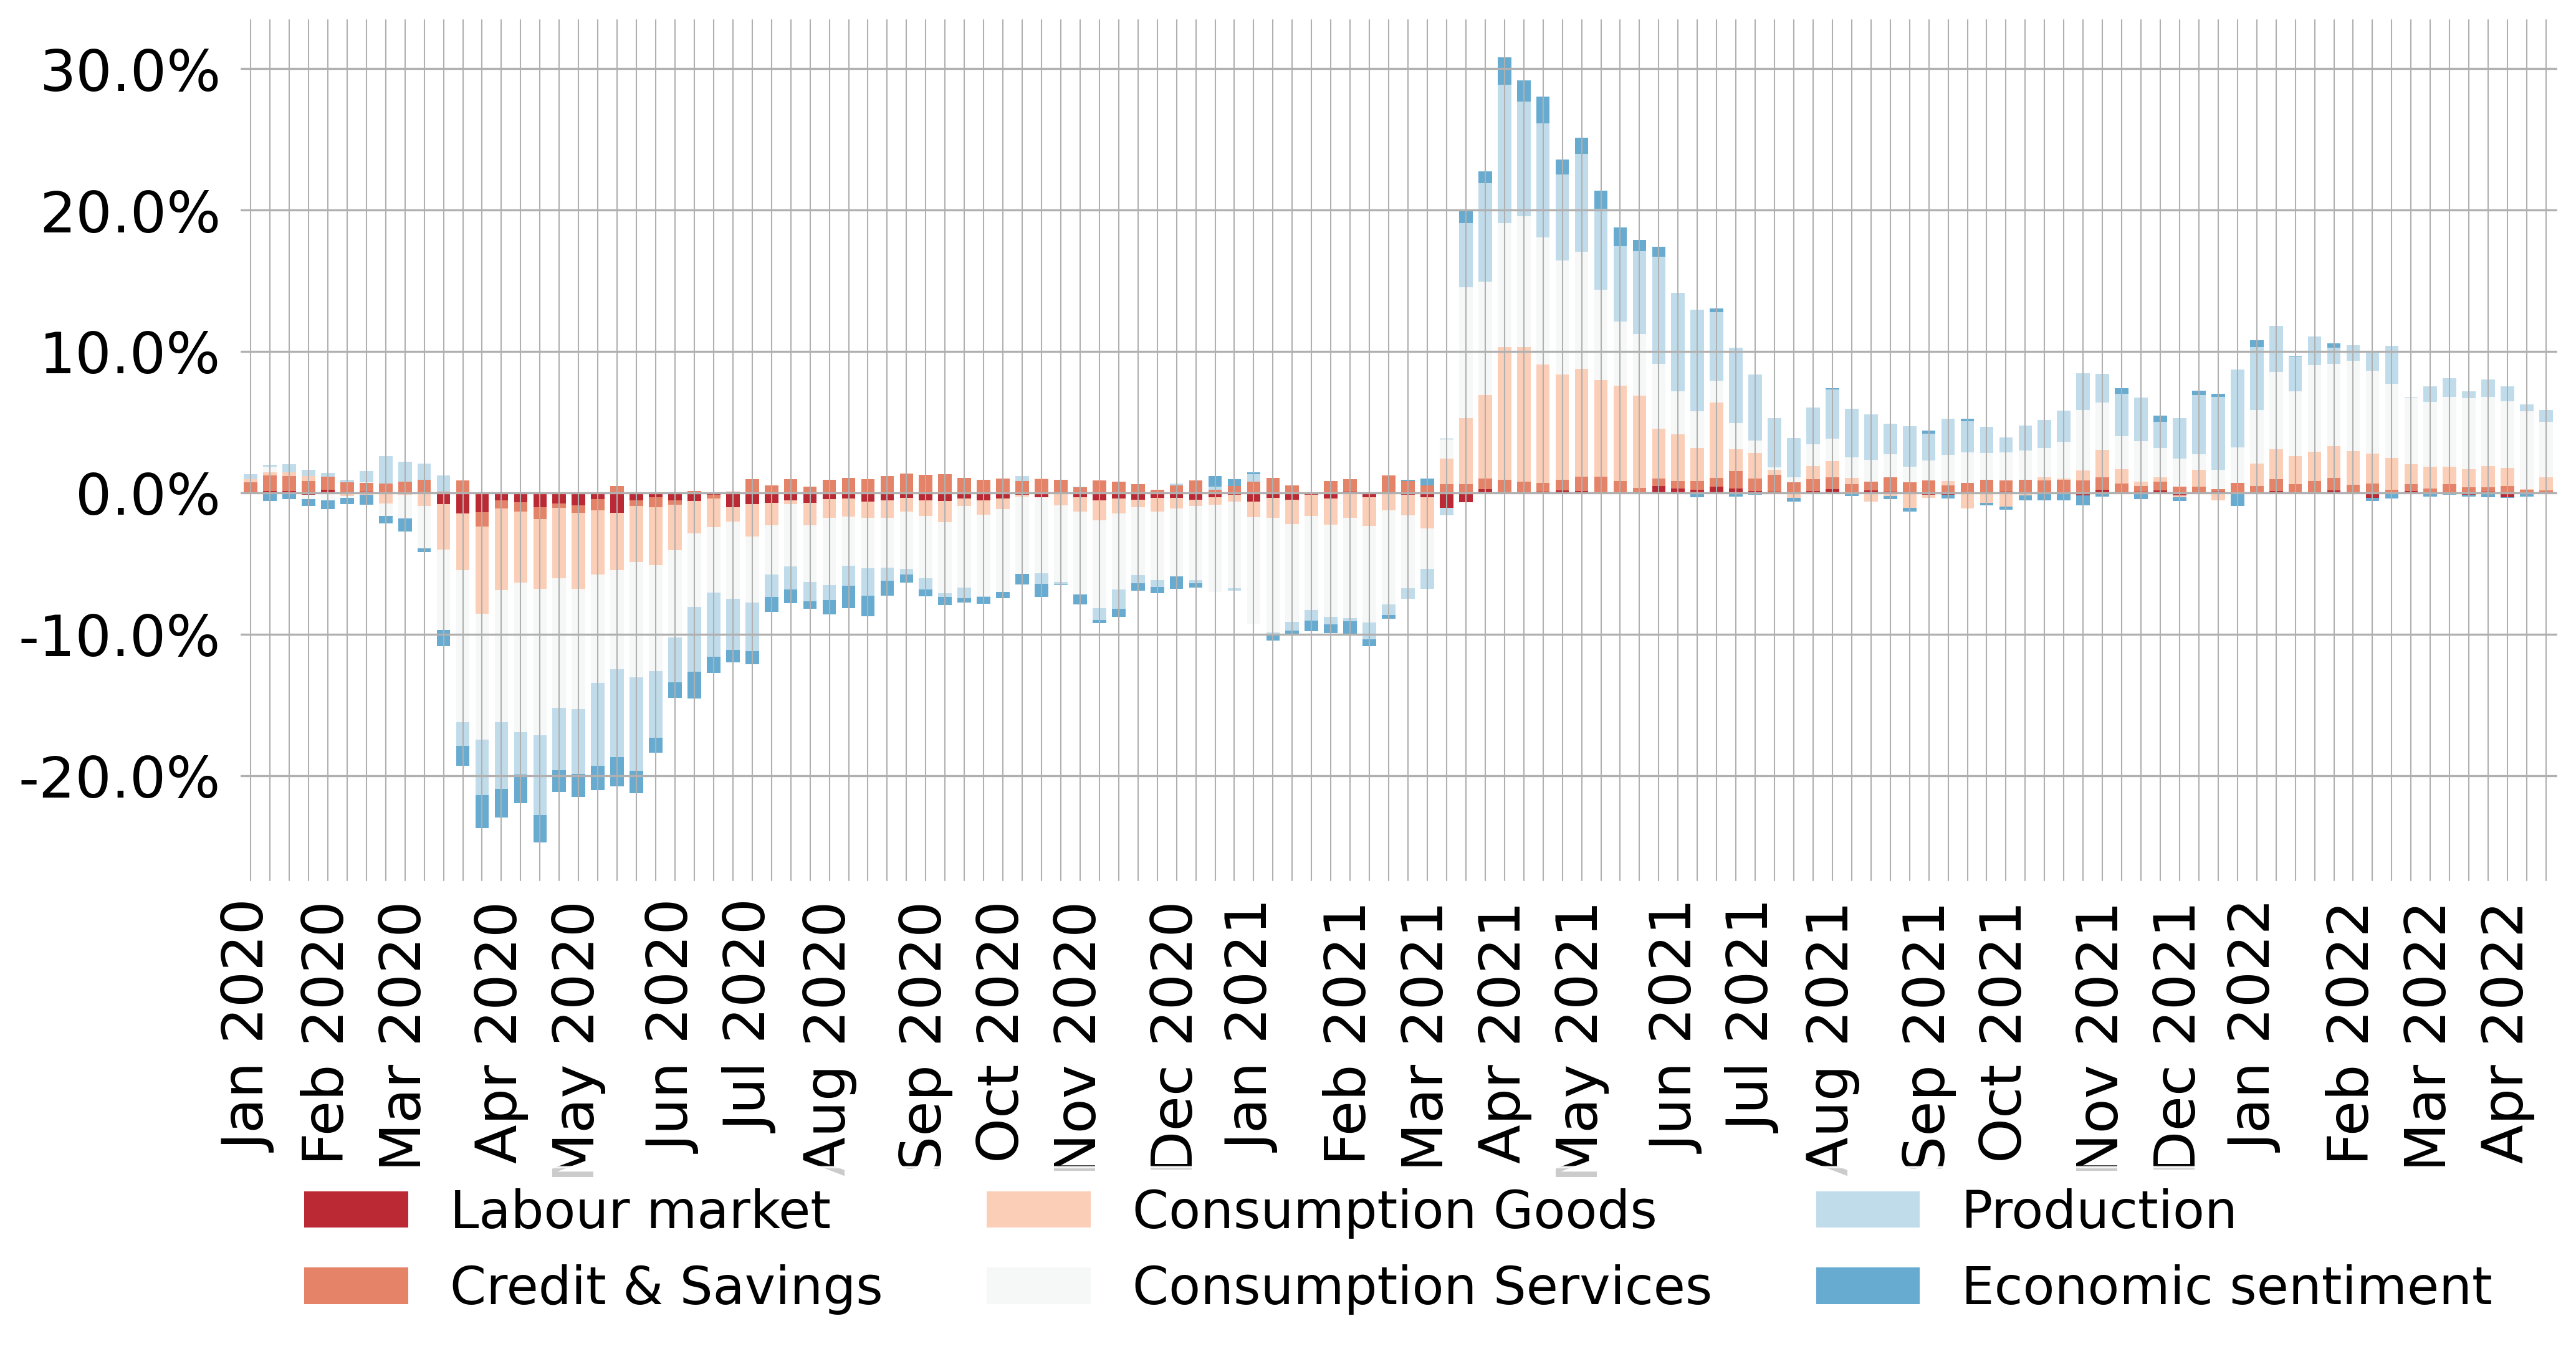 30.0%
20.0%
10.0%
0.0%
-10.0%
-20.0%
Jan 2020
Feb 2020
Mar 2020
Apr 2020
May 2020
Jun 2020
Jul 2020
Aug 2020
Sep 2020
Oct 2020
Nov 2020
Dec 2020
Jan 2021
Feb 2021
Mar 2021
Apr 2021
May 2021
Jun 2021
Jul 2021
Aug 2021
Sep 2021
Oct 2021
Nov 2021
Dec 2021
Jan 2022
Feb 2022
Mar 2022
Apr 2022
Labour market
Credit & Savings
Consumption Goods
Consumption Services
Production
Economic sentiment